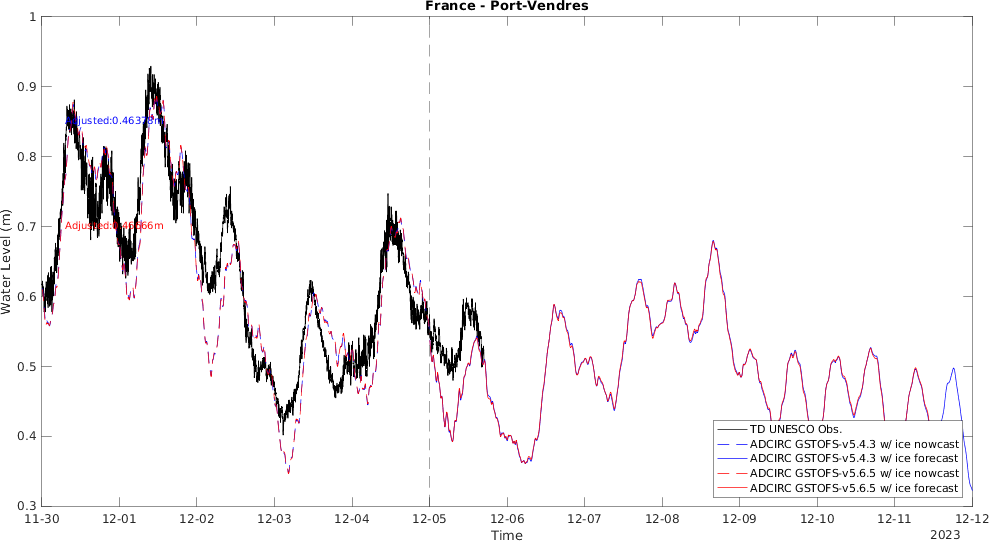 France - Port-Vendres
Water Level (m)
1
0.9
0.8
0.7
0.6
0.5
0.4
0.3
Adjusted:0.46378m
11-30
12-01
12-02
12-03
12-04
12-05
12-06
12-07
12-08
12-09
12-10
12-11
12-12
Time
2023
TD UNESCO Obs.
ADCIRC GSTOFS-v5.4.3 w/ ice nowcast
ADCIRC GSTOFS-v5.4.3 w/ ice forecast
ADCIRC GSTOFS-v5.6.5 w/ ice nowcast
ADCIRC GSTOFS-v5.6.5 w/ ice forecast